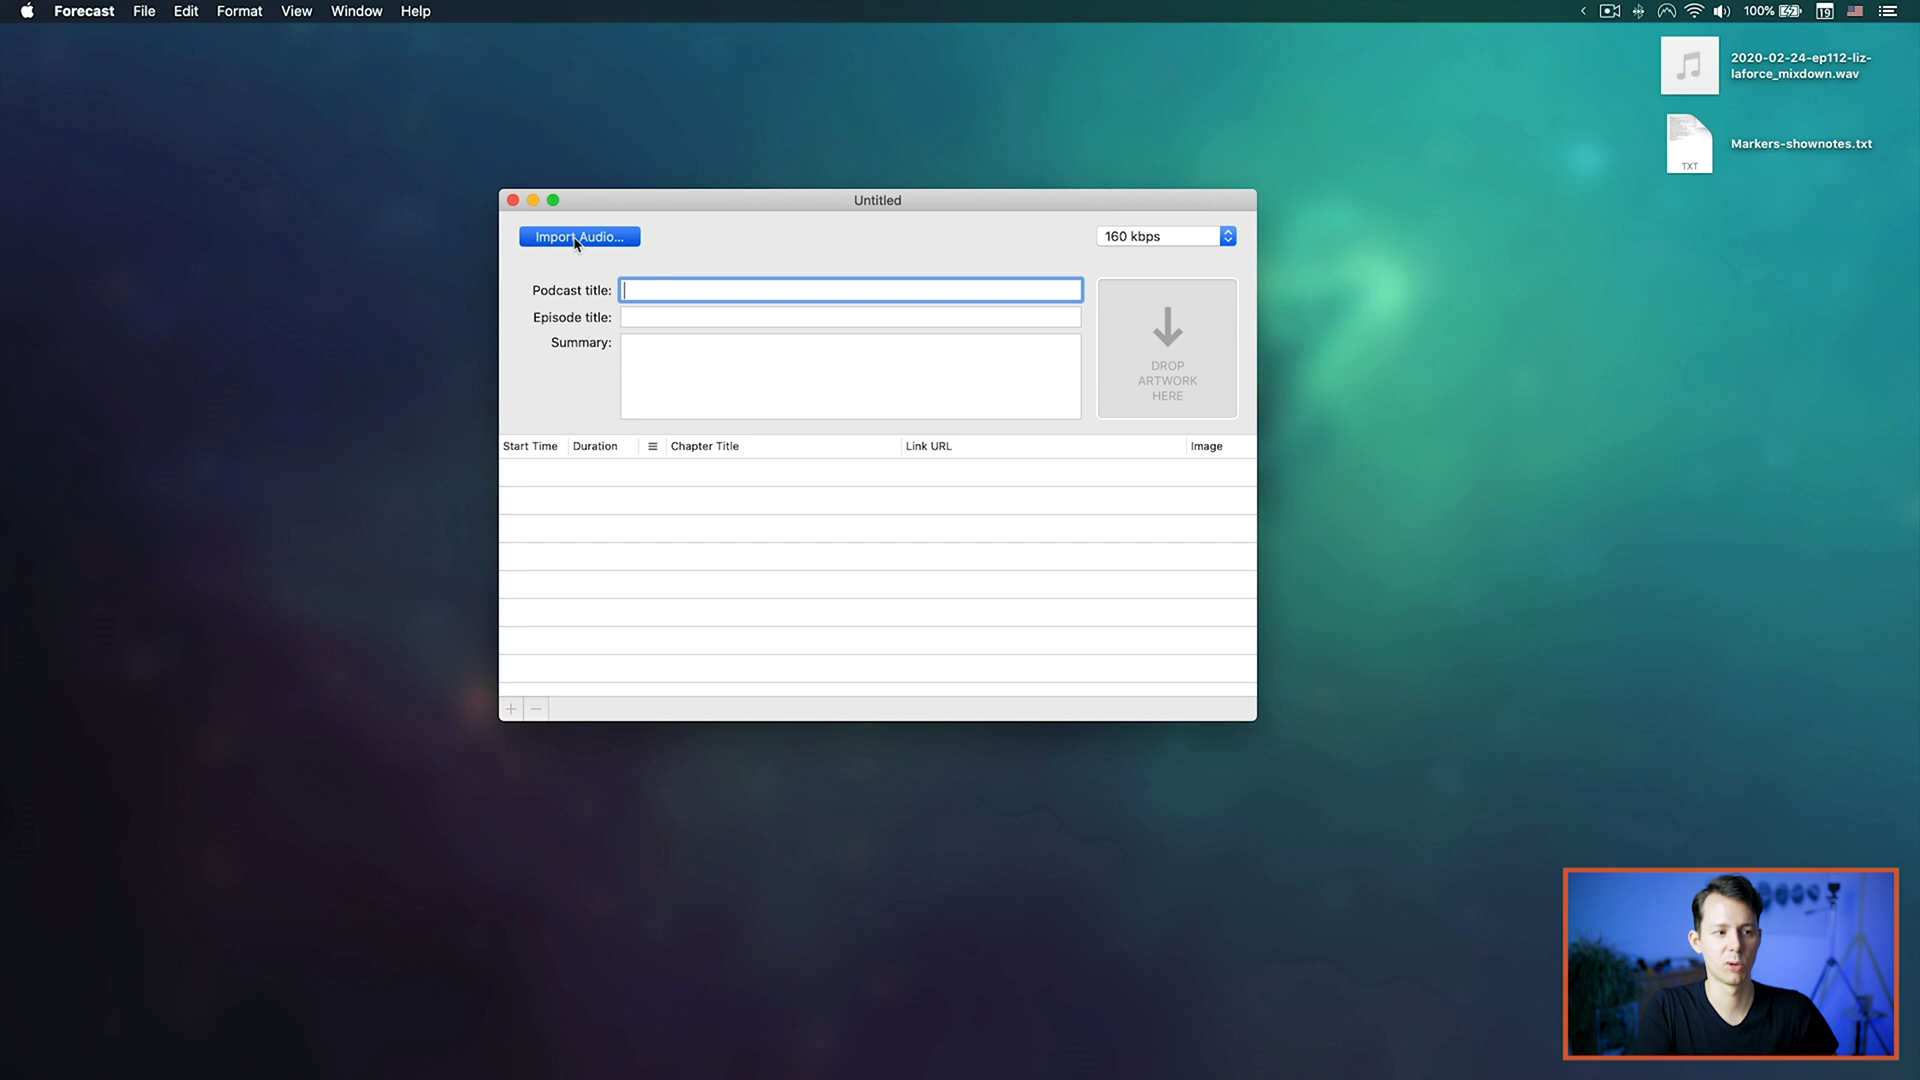 Forecast File Edit Format View Window Help
100% 19
2020-02-24-ep112-liz-
laforce_mixdown.wav
TXT
Markers-shownotes.txt
Untitled
Import Audio...
160 kbps
Podcast title:
Episode title:
Summary:
DROP
ARTWORK
HERE
Start Time Duration Chapter Title Link URL Image